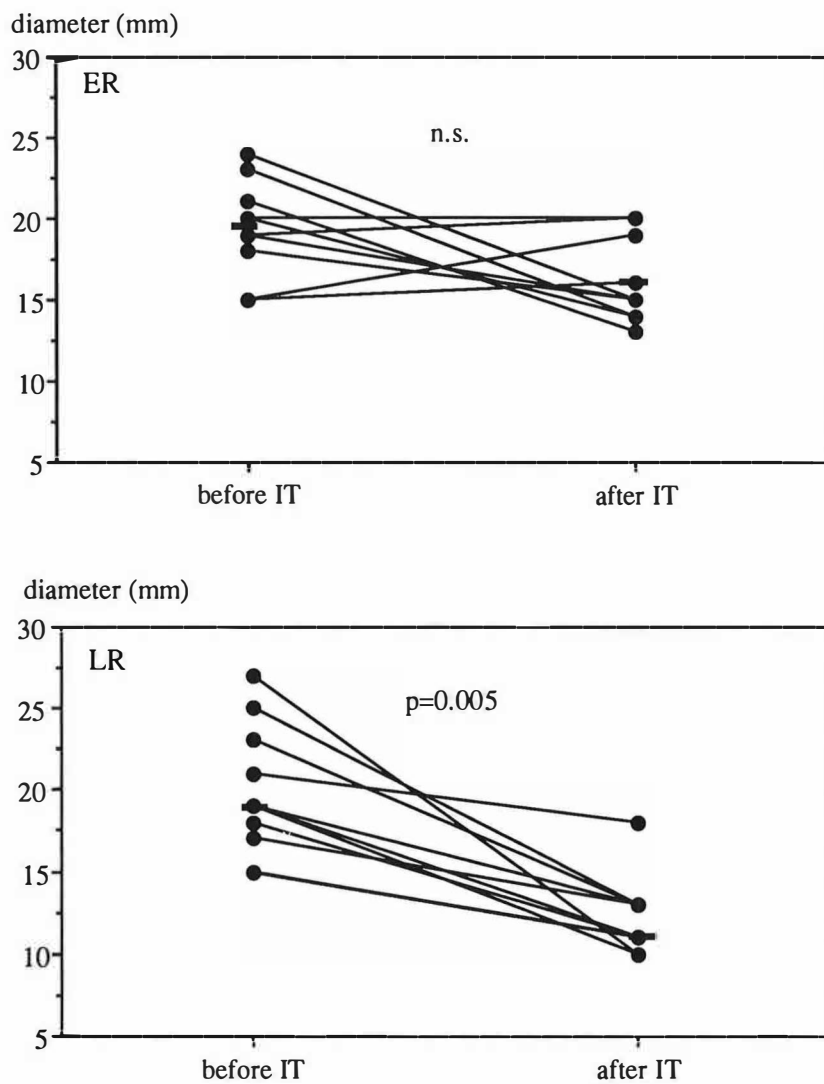 diameter (mm)
30
ER
25
n.s.
20
15
10
5
before IT
after IT
diameter (mm)
30
LR
p=0.005
25
20
15
10
5
before IT
after IT